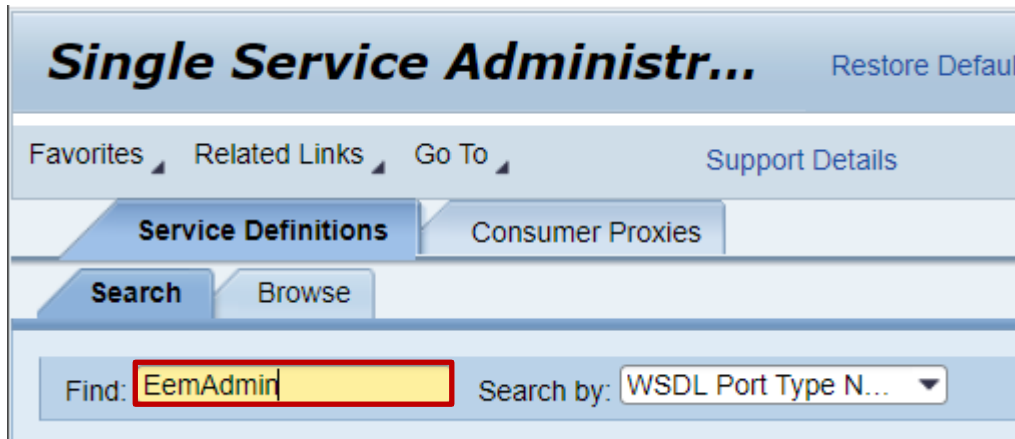 Single Service Administr... Restore Defaul
Favorites Related Links Go To Support Details
Service Definitions Consumer Proxies
Search Browse
Find: EemAdmin Search by: WSDL Port Type N...